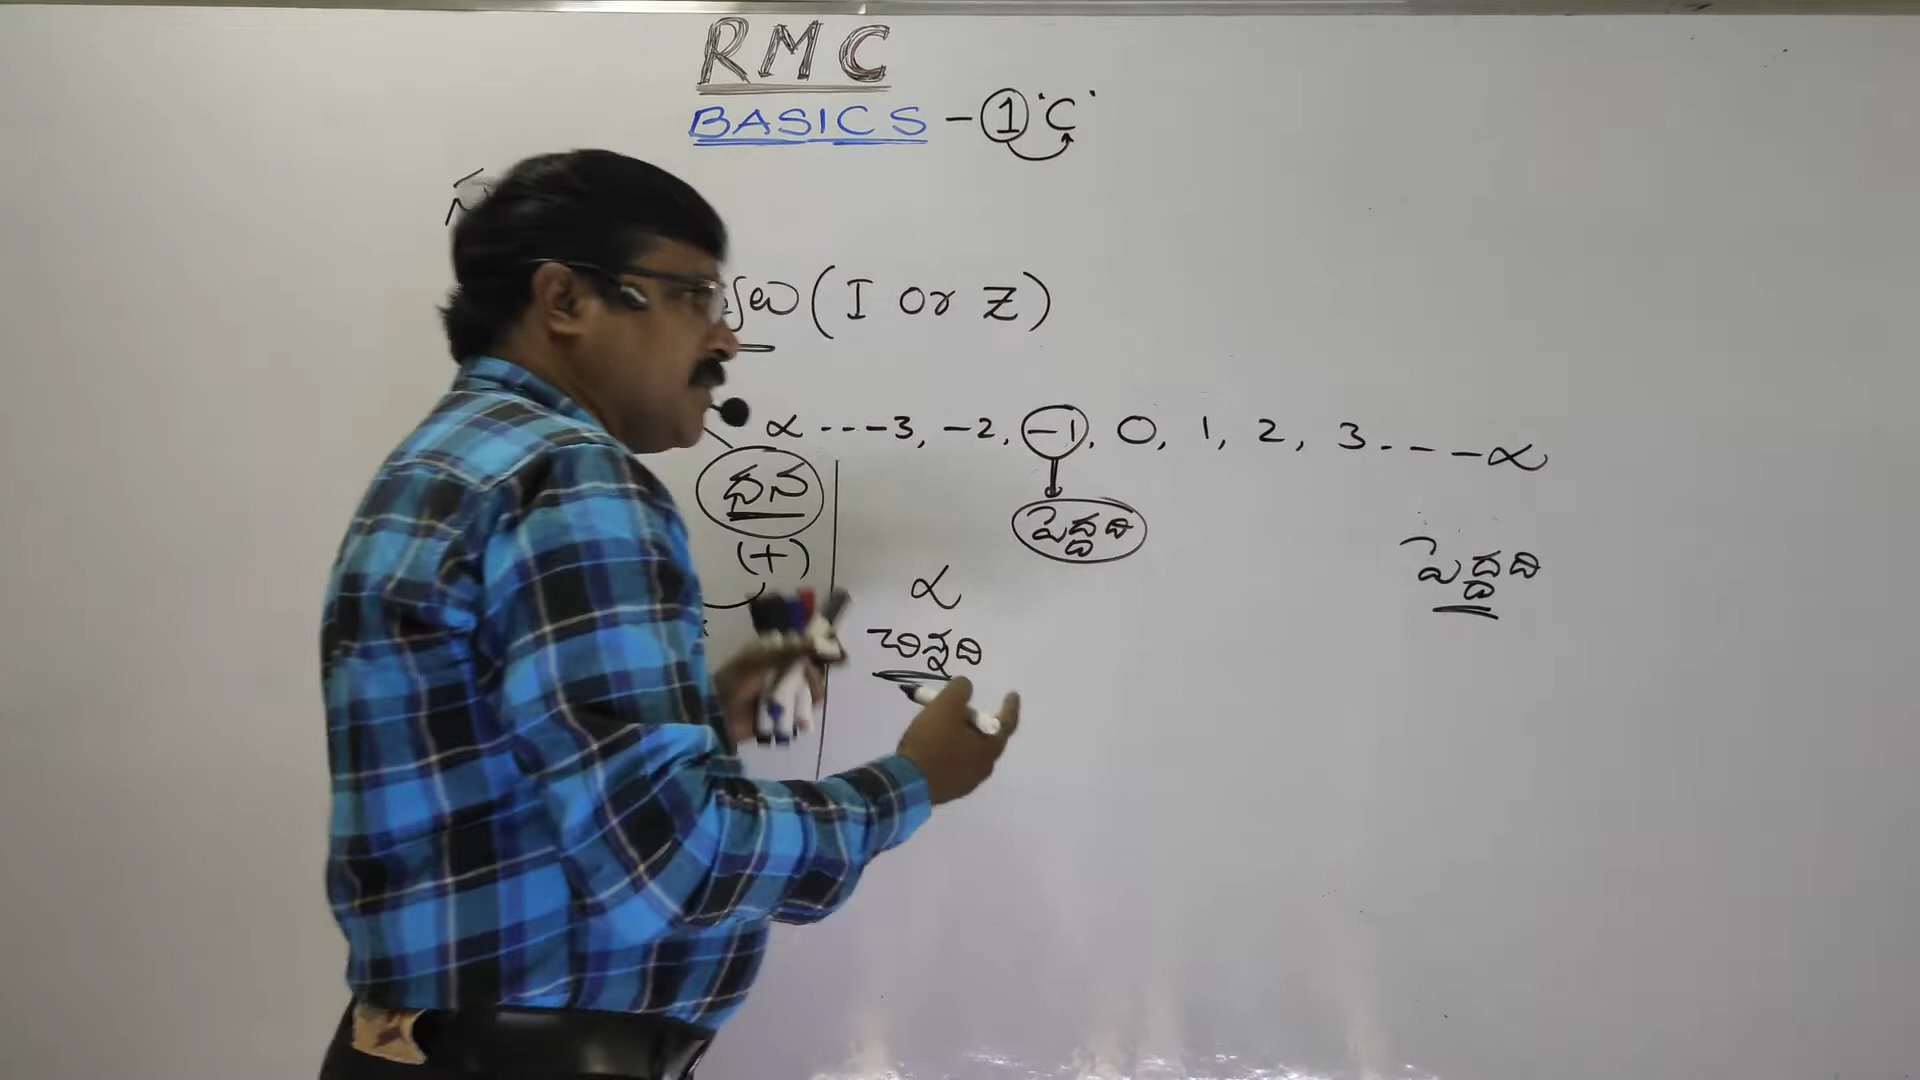 RMC
BASICS - 1 'C'
(I or Z)
α ---3, -2, -1, 0, 1, 2, 3---α
ధన
(+)
పెద్దది
పెద్దది
α
చిన్నది